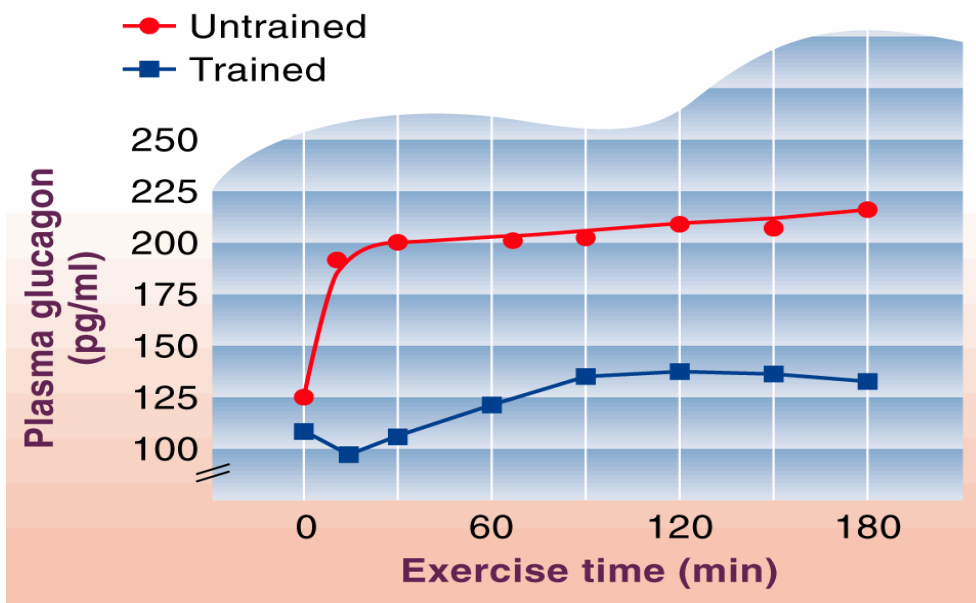 Untrained
Trained
Plasma glucagon
(pg/ml)
250
225
200
175
150
125
100
0 60 120 180
Exercise time (min)